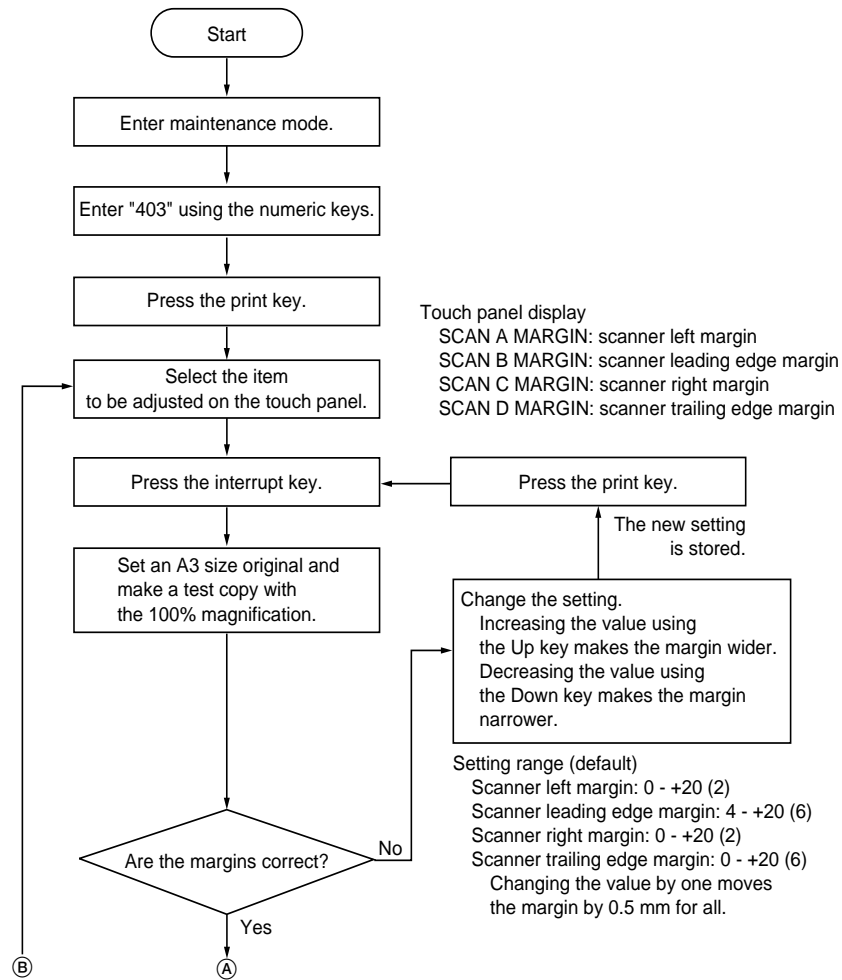 Start
Enter maintenance mode.
Enter "403" using the numeric keys.
Press the print key.
Touch panel display
SCAN A MARGIN: scanner left margin
SCAN B MARGIN: scanner leading edge margin
SCAN C MARGIN: scanner right margin
SCAN D MARGIN: scanner trailing edge margin
Select the item
to be adjusted on the touch panel.
Press the interrupt key.
Press the print key.
The new setting
is stored.
Set an A3 size original and
make a test copy with
the 100% magnification.
Change the setting.
Increasing the value using
the Up key makes the margin wider.
Decreasing the value using
the Down key makes the margin
narrower.
Setting range (default)
Scanner left margin: 0 - +20 (2)
Scanner leading edge margin: 4 - +20 (6)
Scanner right margin: 0 - +20 (2)
Scanner trailing edge margin: 0 - +20 (6)
Changing the value by one moves
the margin by 0.5 mm for all.
Are the margins correct?
No
Yes
B
A